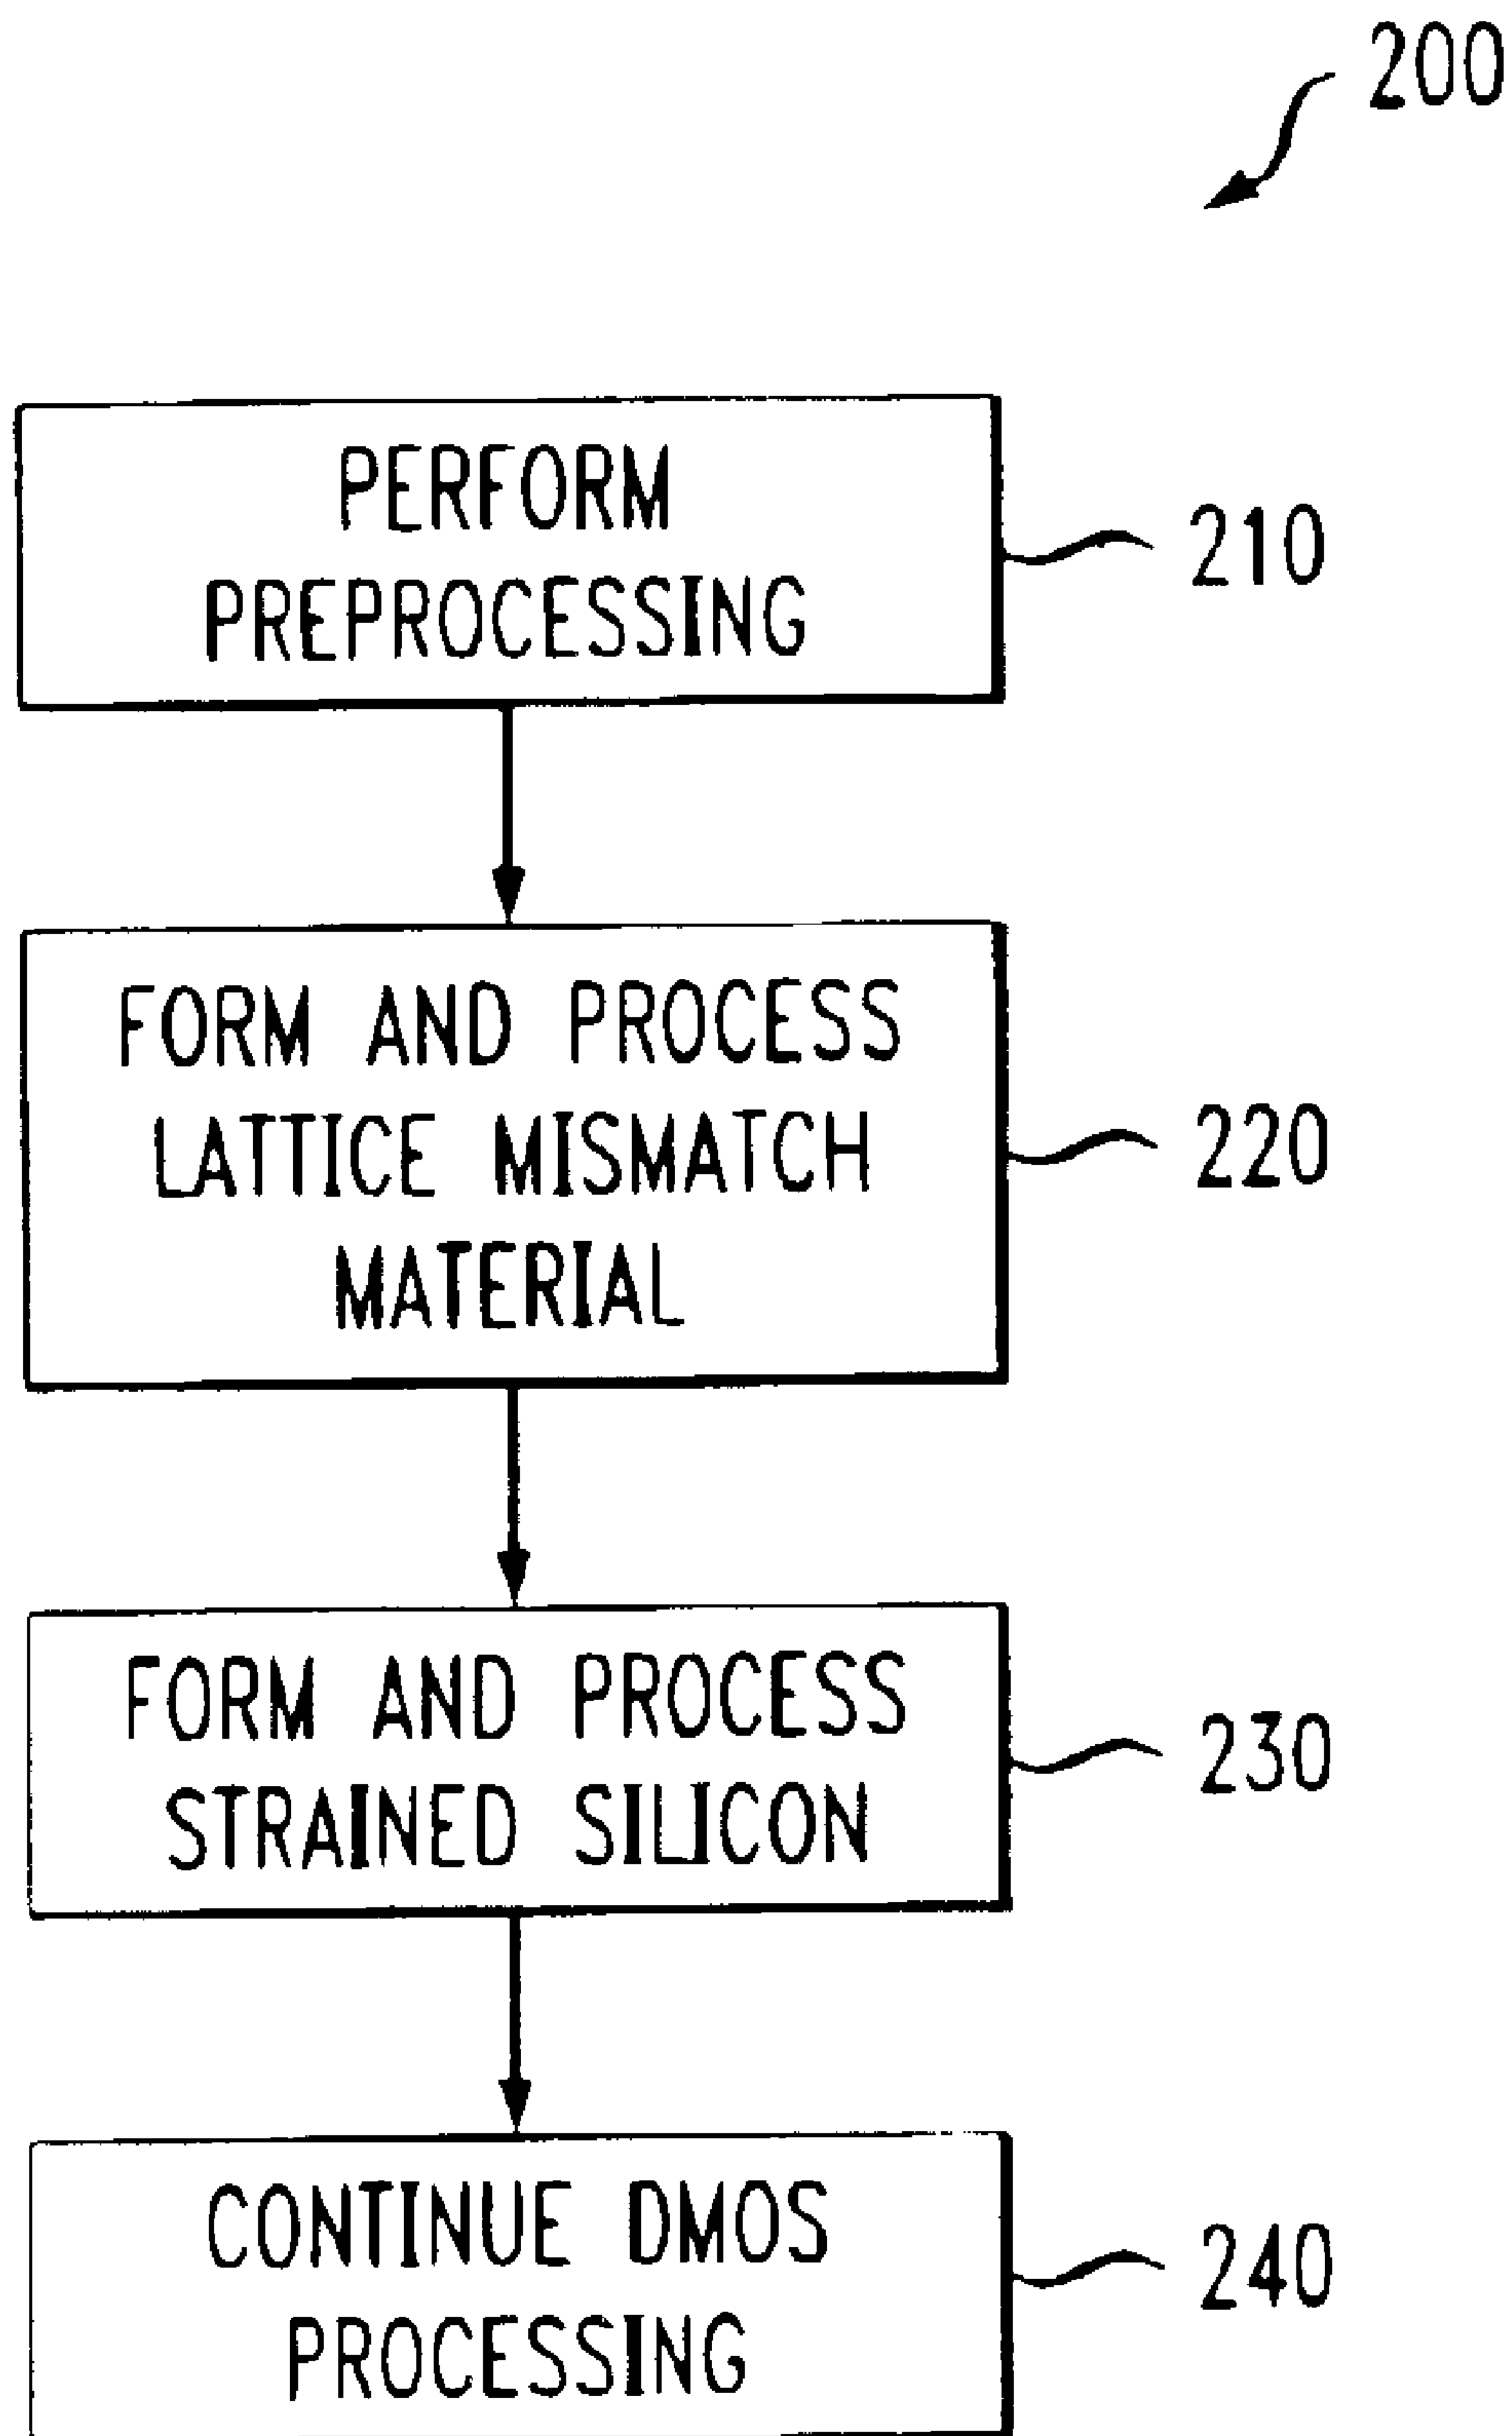 200
PERFORM
PREPROCESSING
210
FORM AND PROCESS
LATTICE MISMATCH
MATERIAL
220
FORM AND PROCESS
STRAINED SILICON
230
CONTINUE DMOS
PROCESSING
240